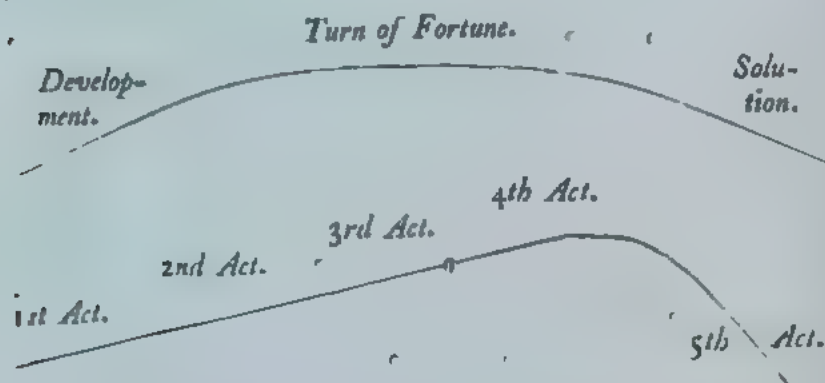 Turn of Fortune.
Develop-
ment.
Solu-
tion.
4th Act.
3rd Act.
2nd Act.
1st Act.
5th Act.